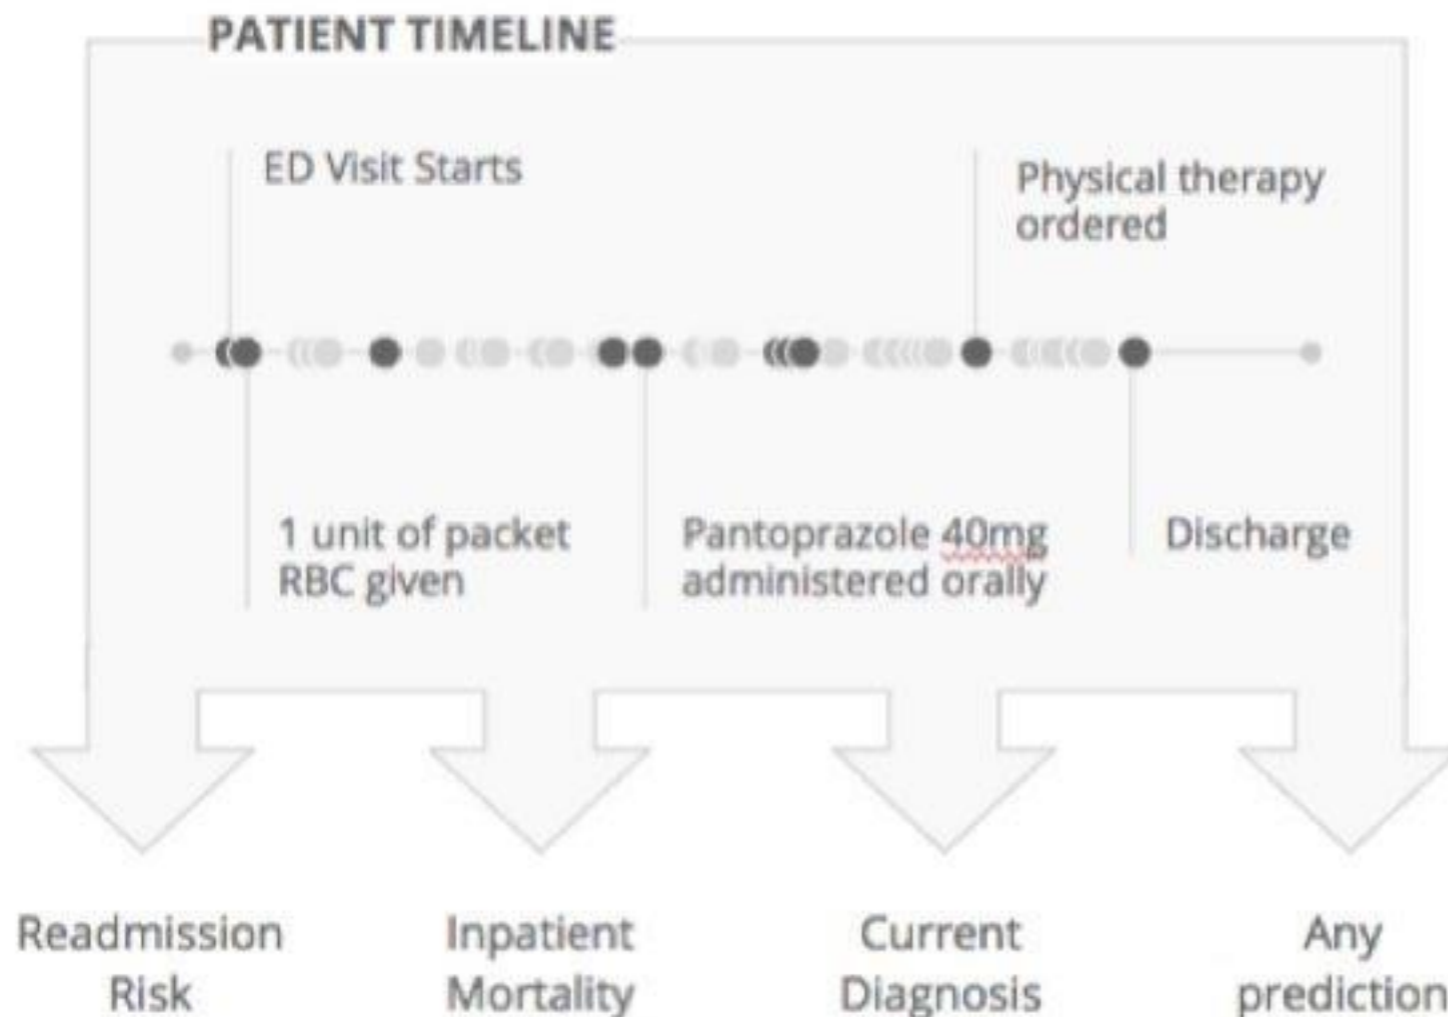 PATIENT TIMELINE
ED Visit Starts
Physical therapy
ordered
1 unit of packet
RBC given
Pantoprazole 40mg
administered orally
Discharge
Readmission
Risk
Inpatient
Mortality
Current
Diagnosis
Any
prediction